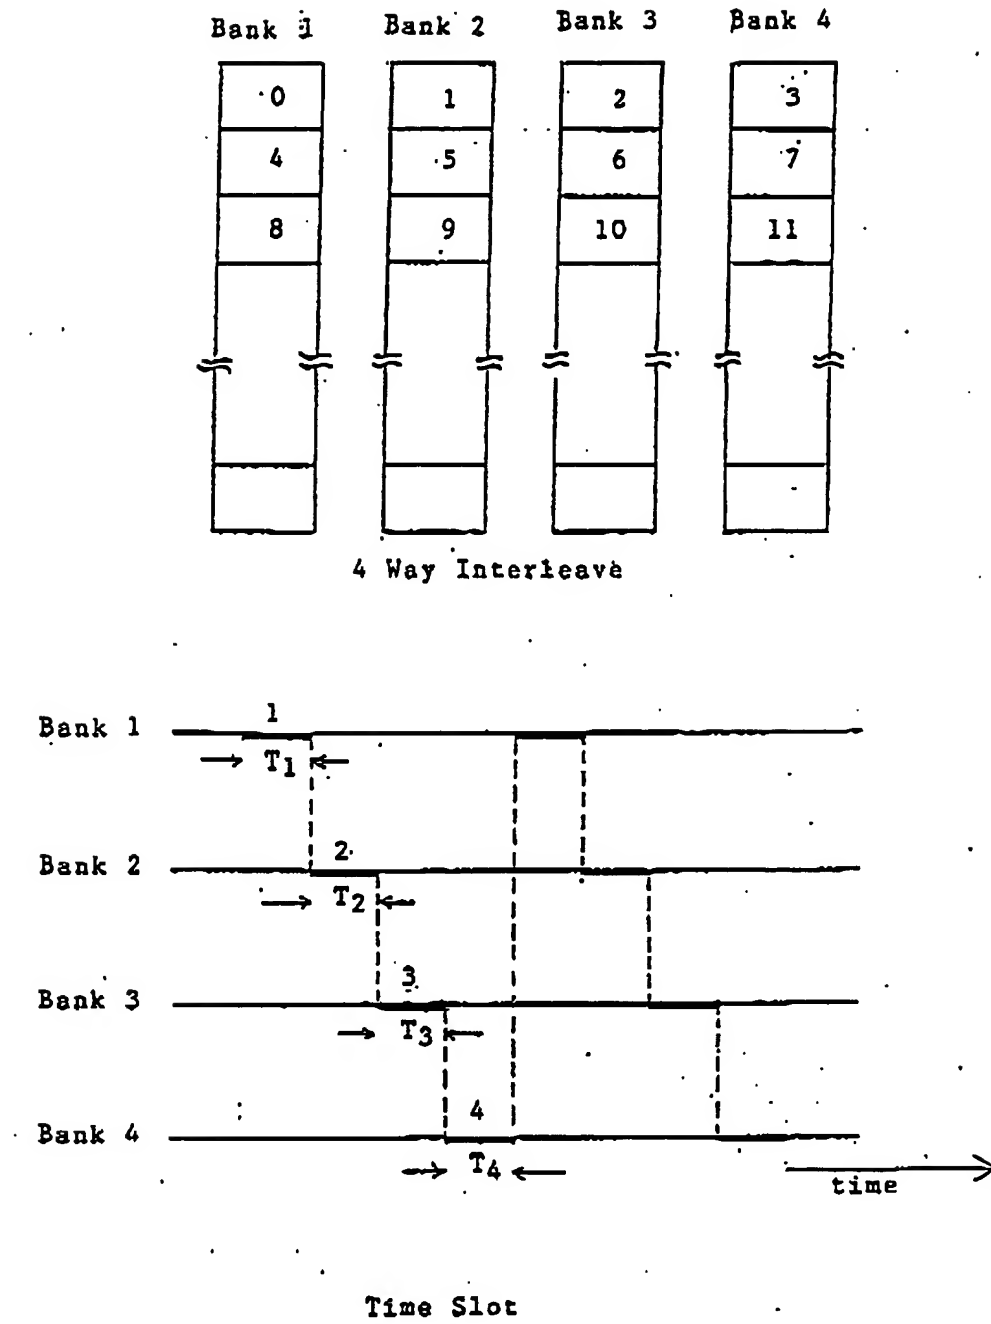 Bank 1 Bank 2 Bank 3 Bank 4
0 1 2 3
4 5 6 7
8 9 10 11
4 Way Interleave
1
Bank 1
T1
2
Bank 2
T2
3
Bank 3
T3
4
Bank 4
T4
time
Time Slot